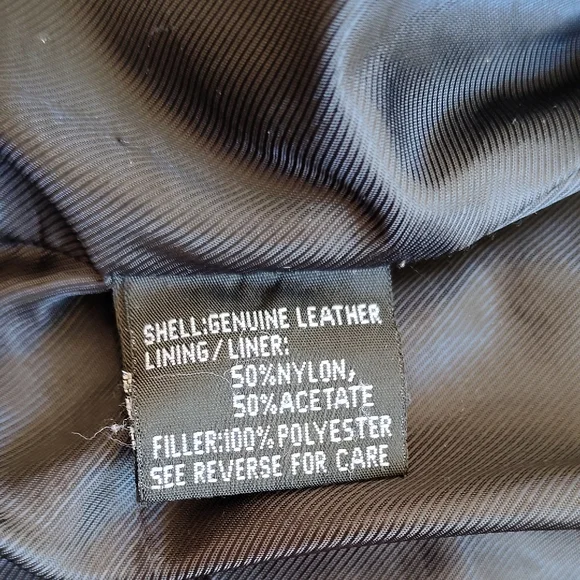 SHELL:GENUINE LEATHER
LINING/LINER:
50%NYLON,
50%ACETATE
FILLER:100%POLYESTER
SEE REVERSE FOR CARE